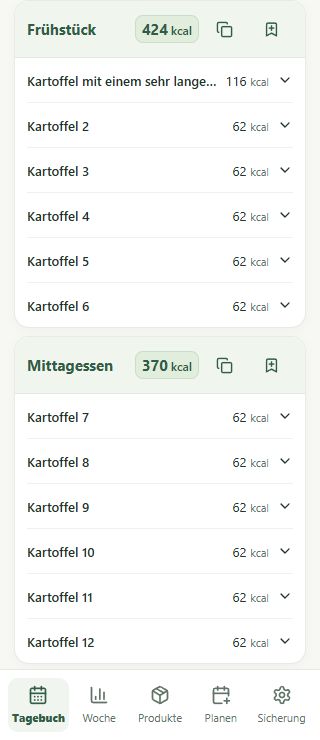 Frühstück 424 kcal
Kartoffel mit einem sehr lange... 116 kcal
Kartoffel 2 62 kcal
Kartoffel 3 62 kcal
Kartoffel 4 62 kcal
Kartoffel 5 62 kcal
Kartoffel 6 62 kcal
Mittagessen 370 kcal
Kartoffel 7 62 kcal
Kartoffel 8 62 kcal
Kartoffel 9 62 kcal
Kartoffel 10 62 kcal
Kartoffel 11 62 kcal
Kartoffel 12 62 kcal
Tagebuch Woche Produkte Planen Sicherung